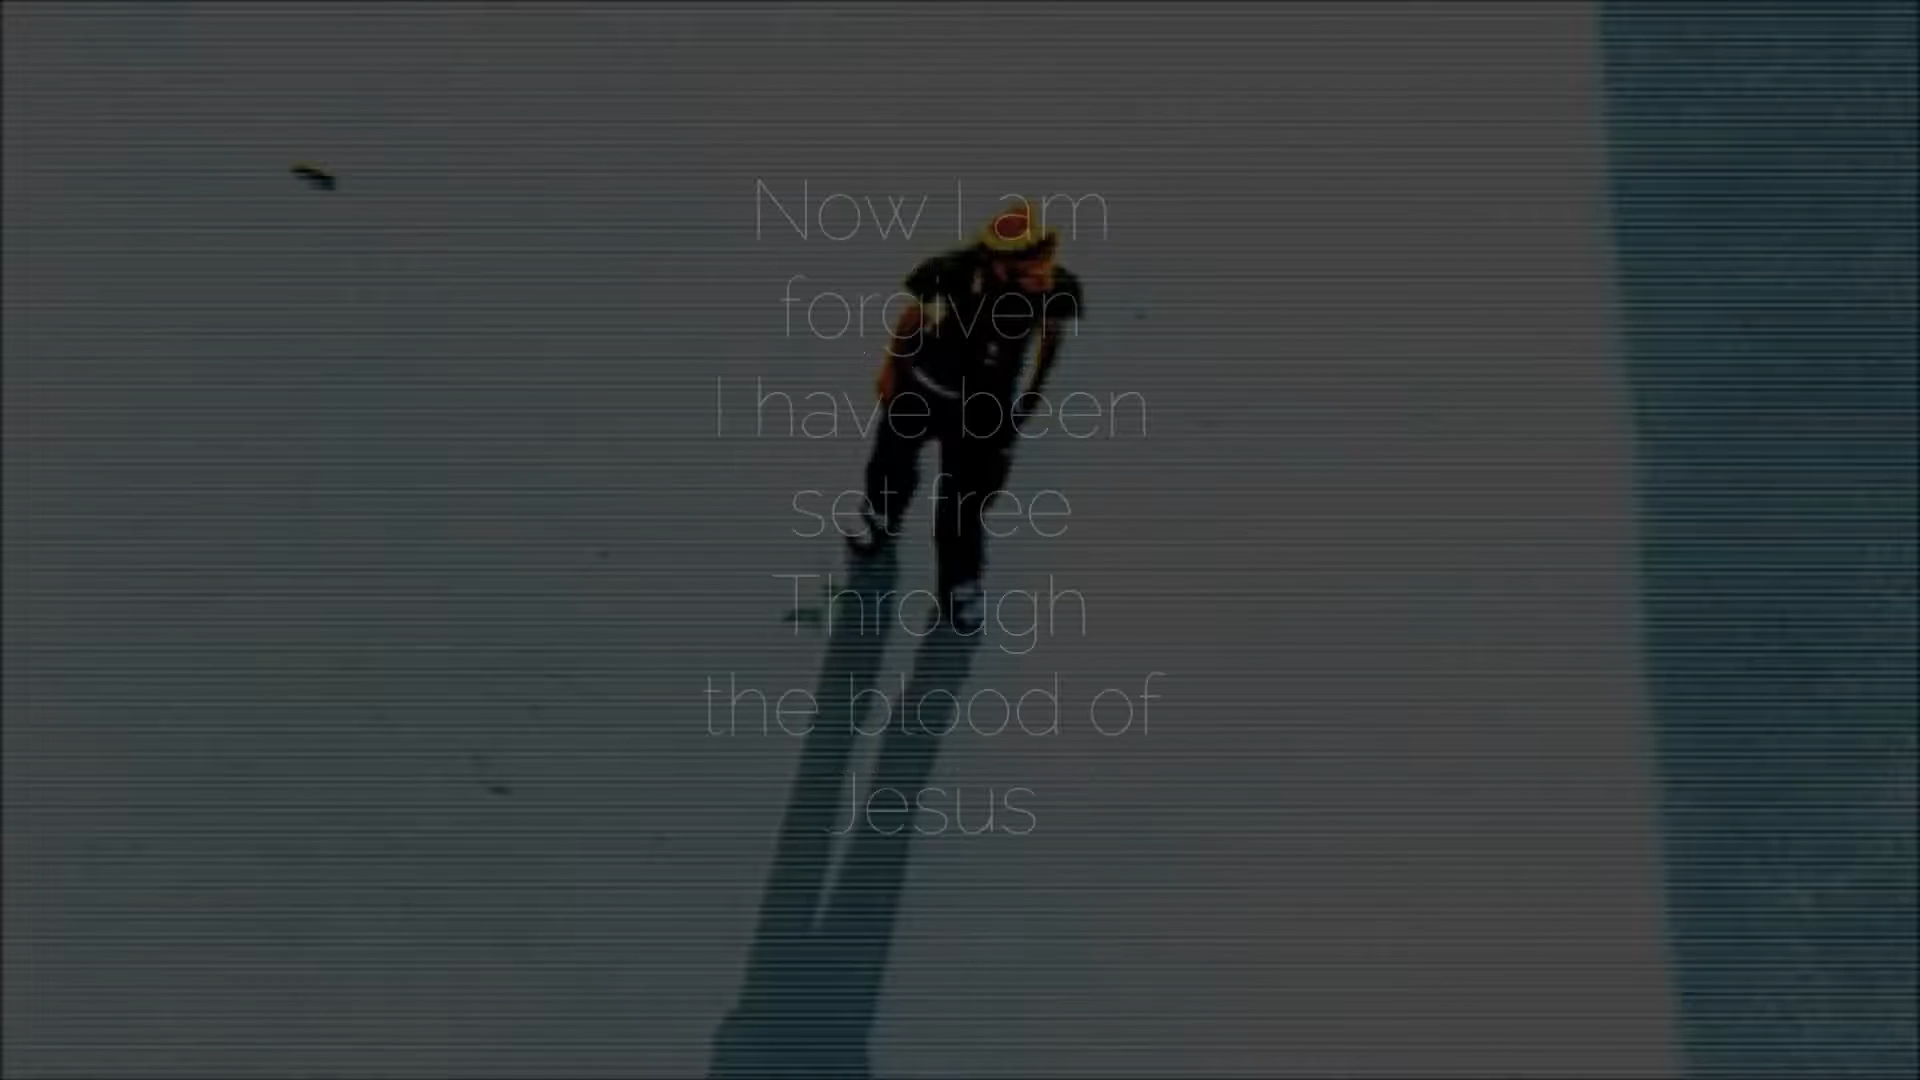 Now I am
forgiven
I have been
set free
Through
the blood of
Jesus